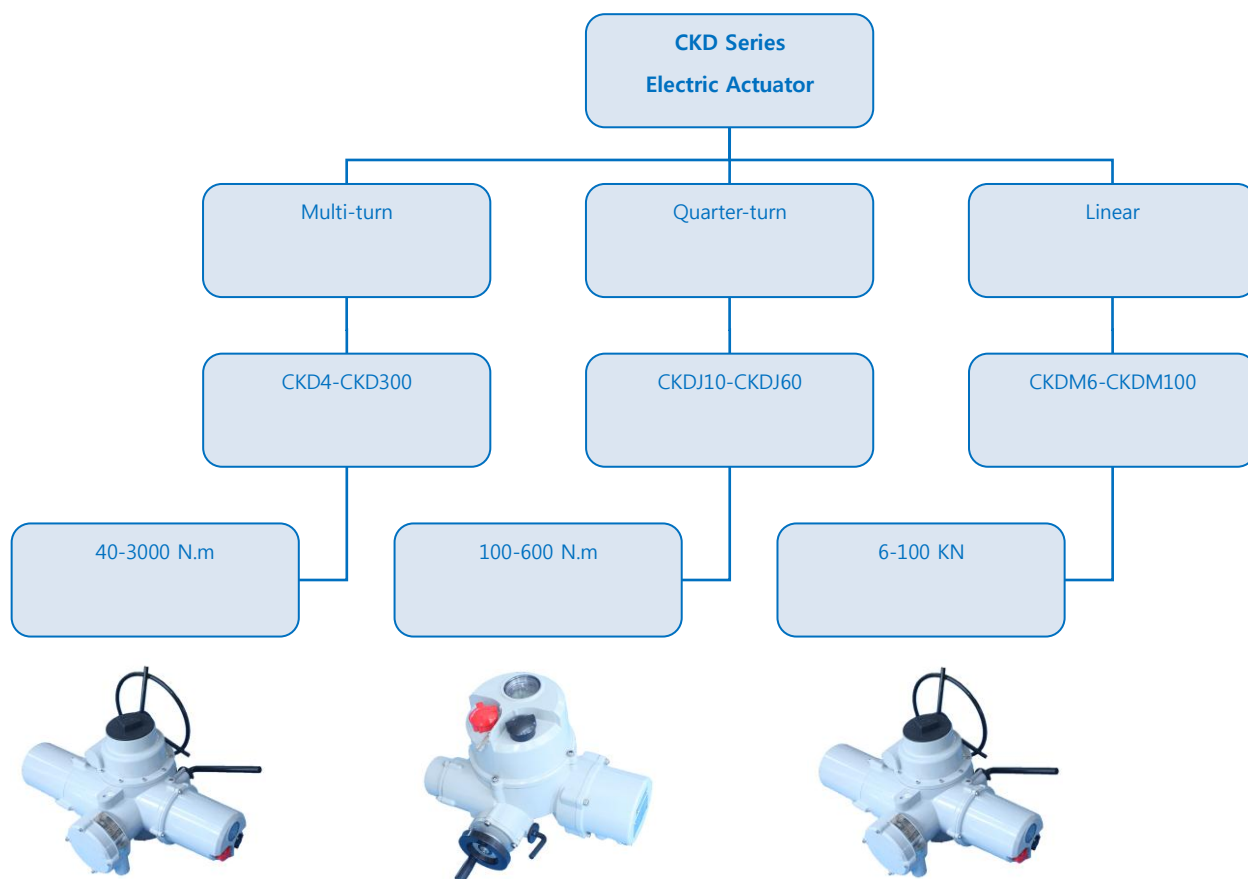 CKD Series
Electric Actuator
Multi-turn
Quarter-turn
Linear
CKD4-CKD300
CKDJ10-CKDJ60
CKDM6-CKDM100
40-3000 N.m
100-600 N.m
6-100 KN